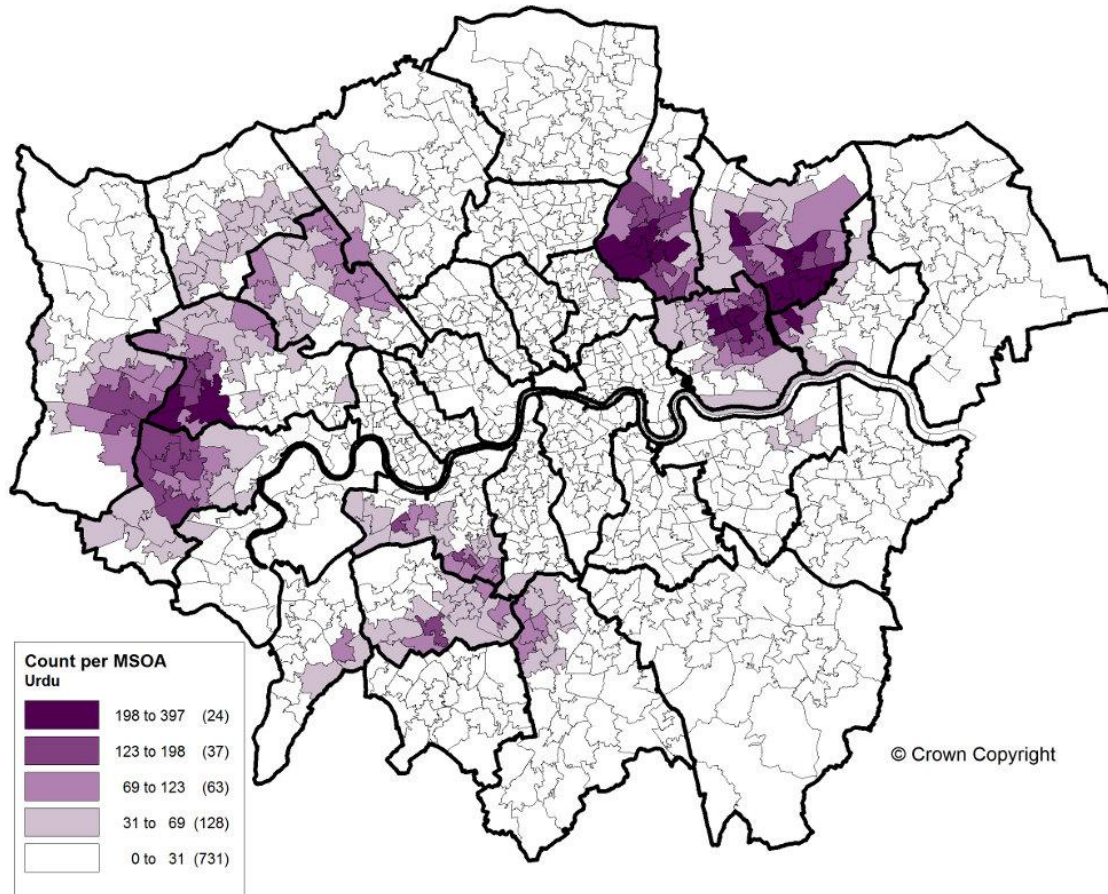 Count per MSOA
Urdu
198 to 397 (24)
123 to 198 (37)
69 to 123 (63)
31 to 69 (128)
0 to 31 (731)
© Crown Copyright